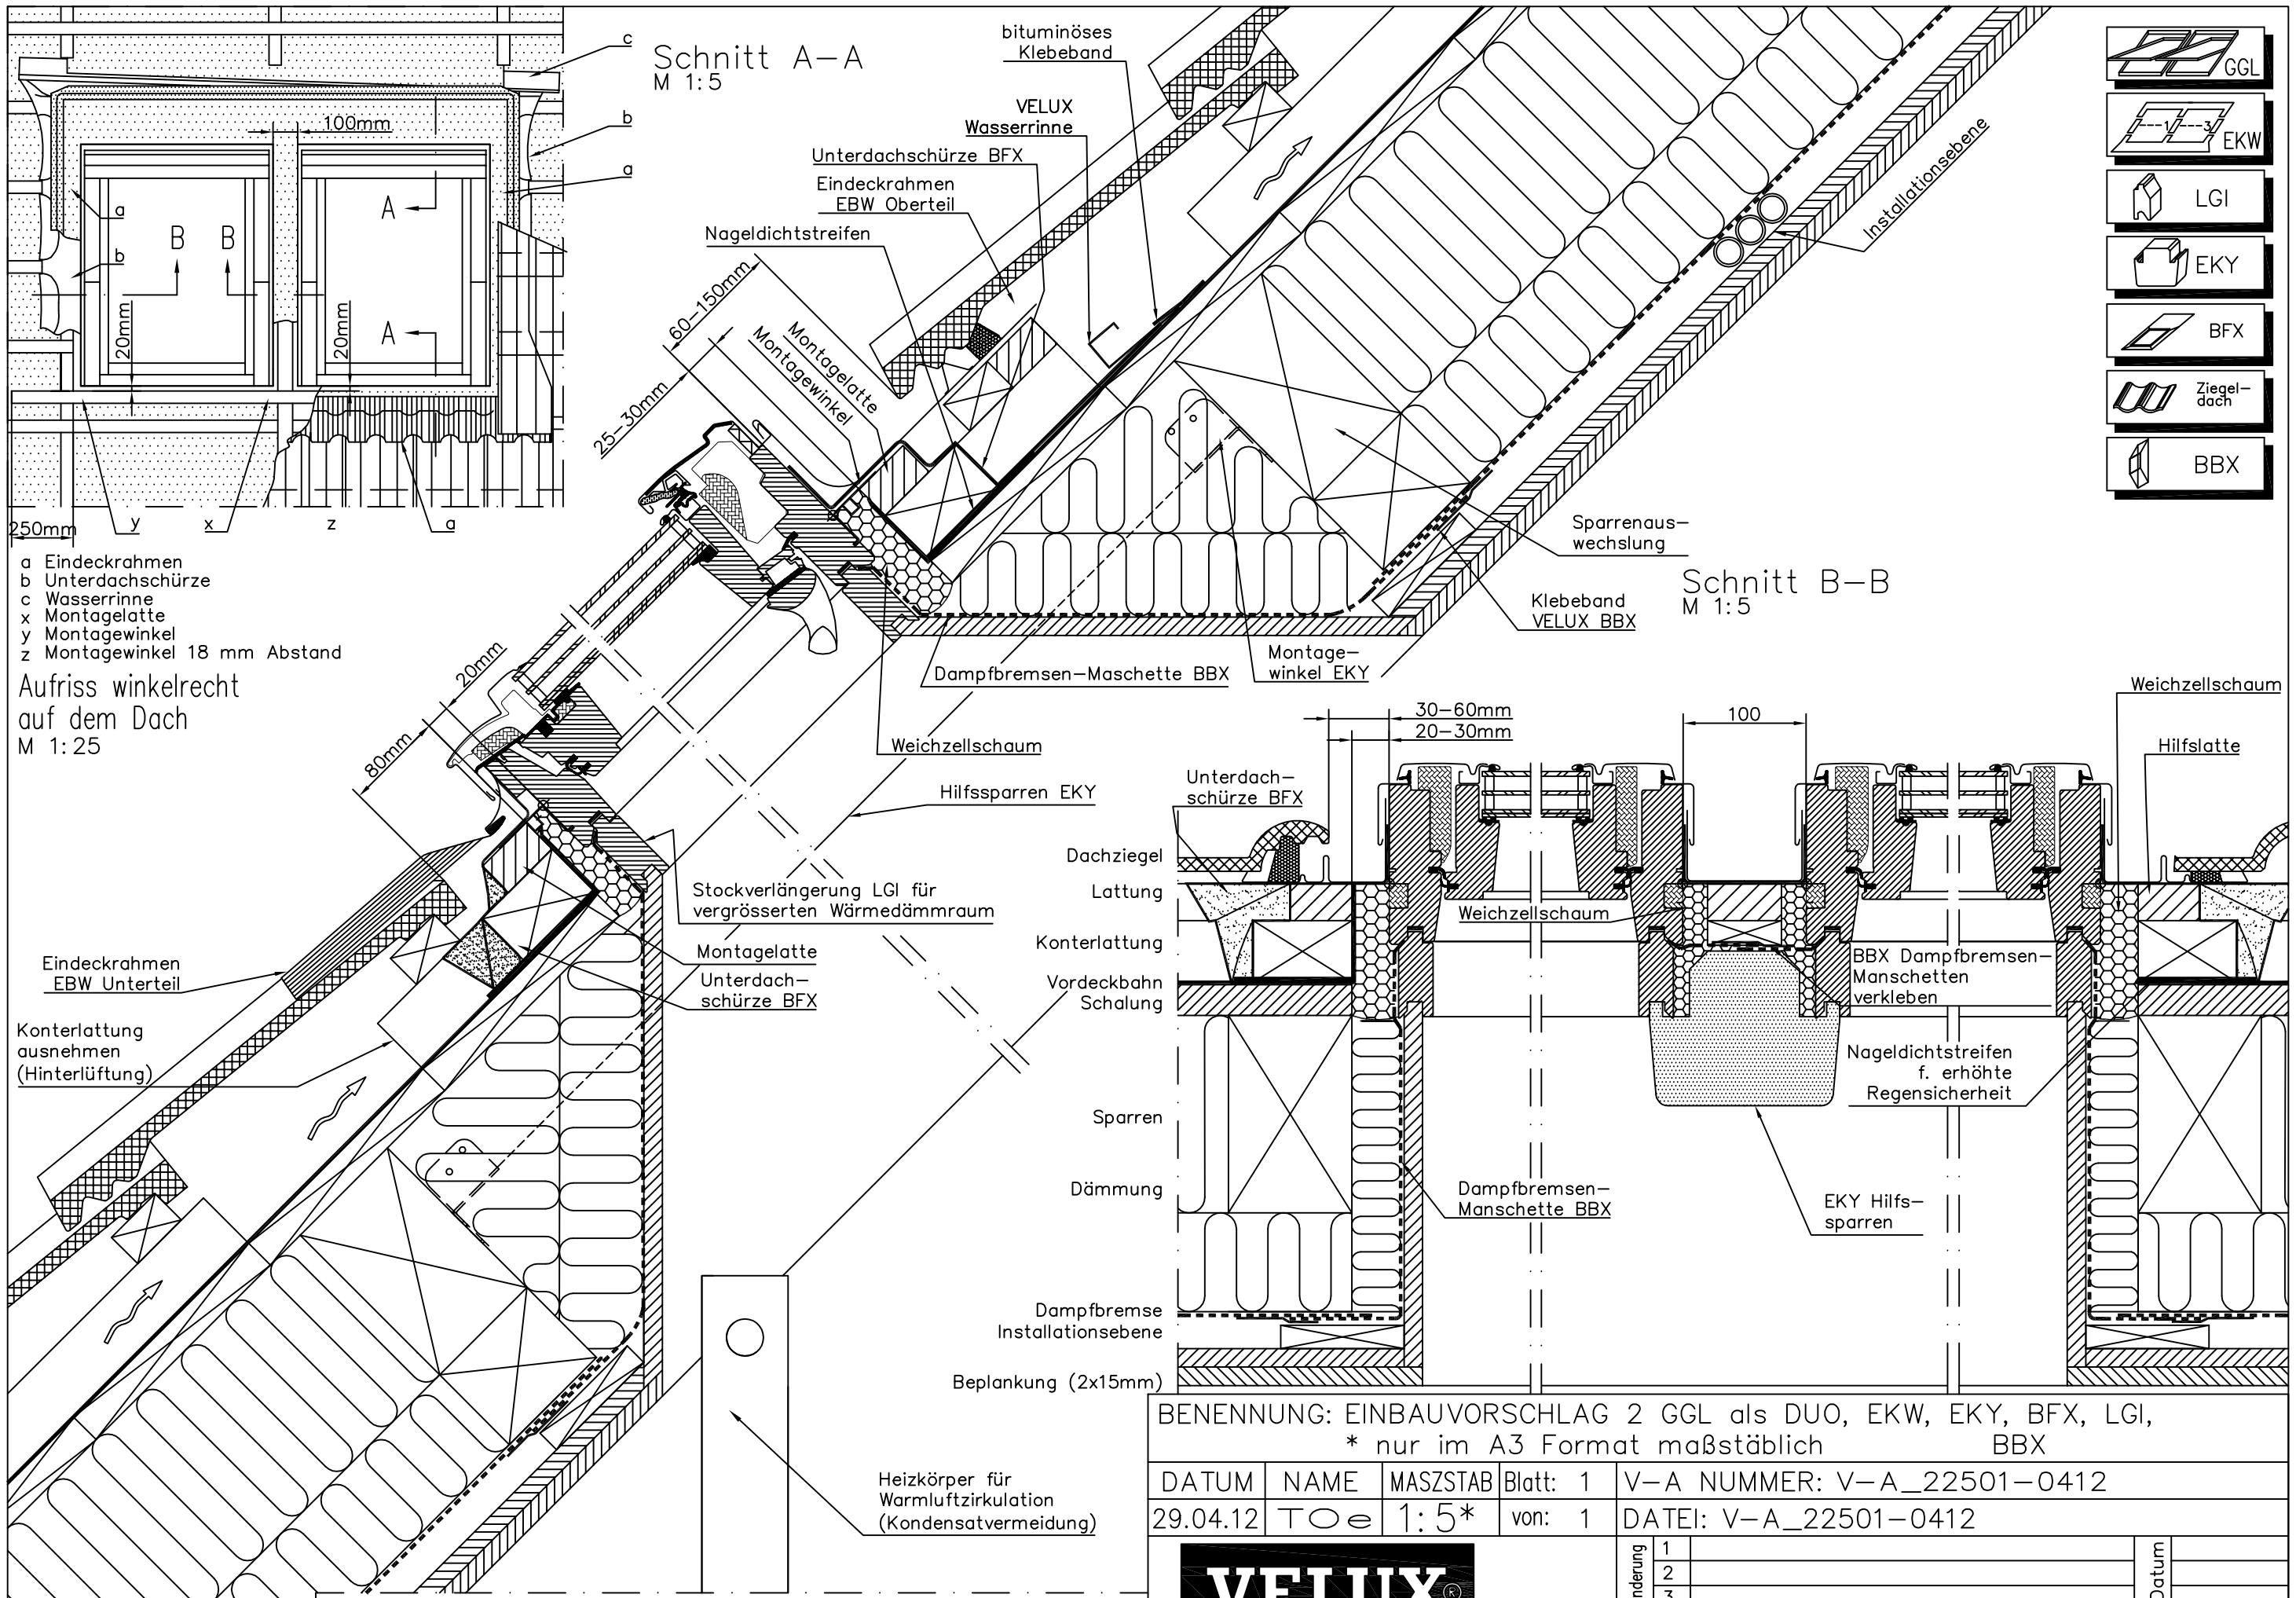 c
Schnitt A-A
M 1:5
100mm
b
a
a
A
B
B
b
20mm
20mm
A
250mm
y
x
z
a
a Eindeckrahmen
b Unterdachschürze
c Wasserrinne
x Montagelatte
y Montagewinkel
z Montagewinkel 18 mm Abstand
Aufriss winkelrecht
auf dem Dach
M 1:25
bituminöses
Klebeband
VELUX
Wasserrinne
Unterdachschürze BFX
Eindeckrahmen
EBW Oberteil
Nageldichtstreifen
60-150mm
Montagelatte
Montagewinkel
25-30mm
Installationsebene
GGL
1
3
EKW
LGI
EKY
BFX
Ziegel-
dach
BBX
Sparrenaus-
wechslung
Klebeband
VELUX BBX
Montage-
winkel EKY
Dampfbremsen-Maschette BBX
Weichzellschaum
20mm
80mm
Hilfssparren EKY
Stockverlängerung LGI für
vergrösserten Wärmedämmraum
Montagelatte
Unterdach-
schürze BFX
Eindeckrahmen
EBW Unterteil
Konterlattung
ausnehmen
(Hinterlüftung)
Heizkörper für
Warmluftzirkulation
(Kondensatvermeidung)
Schnitt B-B
M 1:5
30-60mm
20-30mm
100
Weichzellschaum
Hilfslatte
Unterdach-
schürze BFX
Dachziegel
Lattung
Konterlattung
Vordeckbahn
Schalung
Sparren
Dämmung
Dampfbremse
Installationsebene
Beplankung (2x15mm)
Weichzellschaum
BBX Dampfbremsen-
Manschetten
verkleben
Nageldichtstreifen
f. erhöhte
Regensicherheit
Dampfbremsen-
Manschette BBX
EKY Hilfs-
sparren
BENENNUNG: EINBAUVORSCHLAG 2 GGL als DUO, EKW, EKY, BFX, LGI,
* nur im A3 Format maßstäblich BBX
DATUM NAME MASZSTAB Blatt: 1 V-A NUMMER: V-A_22501-0412
29.04.12 TOe 1:5* von: 1 DATEI: V-A_22501-0412
VELUX®
nderung
1
2
3
Datum